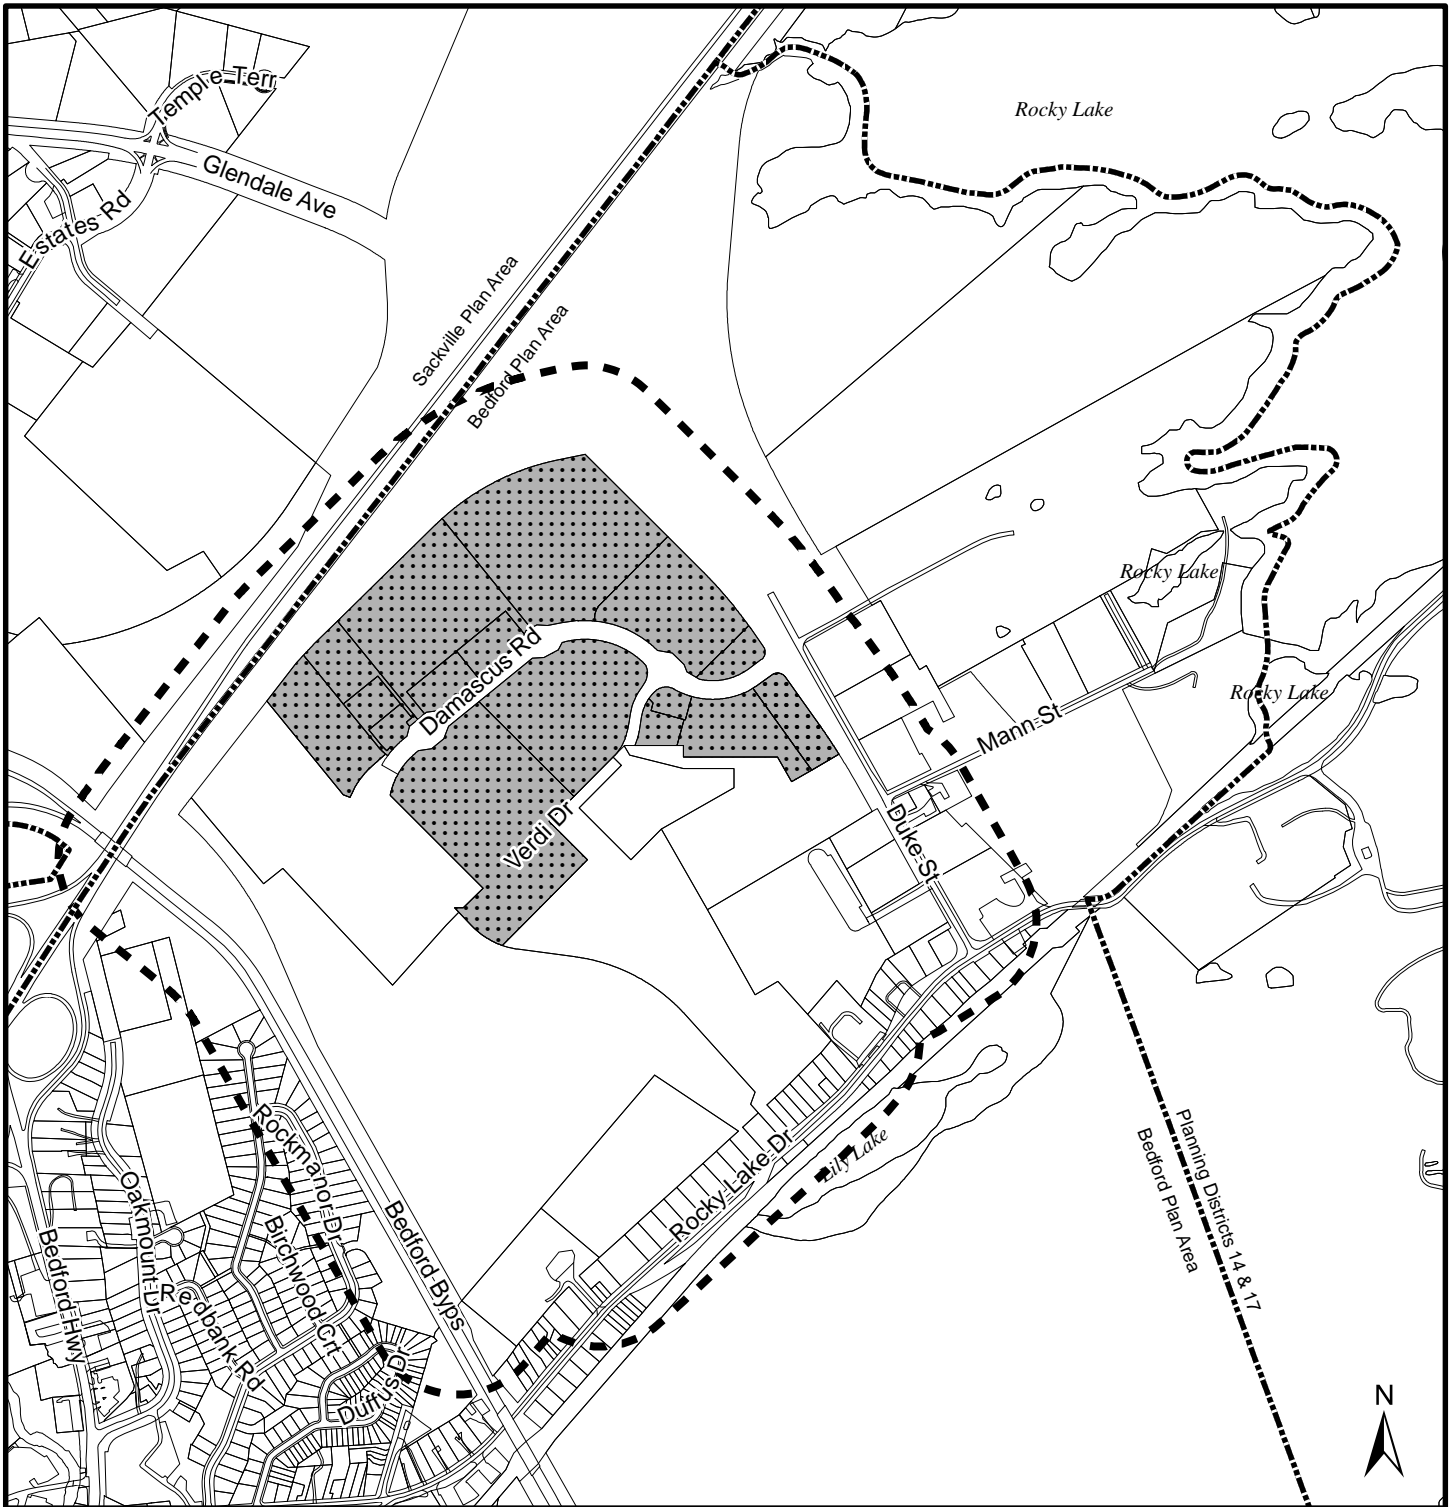 Temple Terr
Rocky Lake
Glendale Ave
Estates Rd
Sackville Plan Area
Bedford Plan Area
Rocky Lake
Damascus Rd
Rocky Lake
Mann St
Verdi Dr
Duke St
Rockmanor Dr
Rocky Lake Dr
Lily Lake
Planning Districts 14 & 17
Bedford Plan Area
Oakmount Dr
Birchwood Crt
Bedford Byps
Bedford Hwy
Redbank Rd
Duffus Dr
N